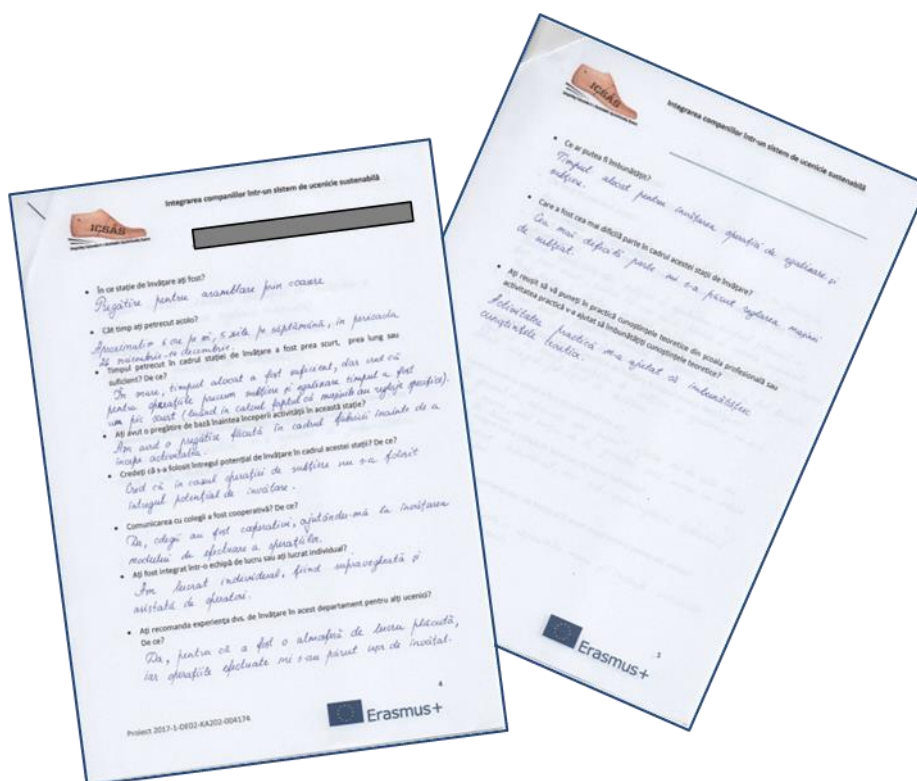 ICSAS
Integrarea companiilor într-un sistem de ucenicie sustenabilă
• În ce stație de învățare ați fost?
Pregătire pentru asamblare prin coasere
• Cât timp ați petrecut acolo?
Aproximativ 6 ore pe zi, 5 zile pe săptămână, în perioada
26 noiembrie - decembrie.
• Timpul petrecut în cadrul stației de învățare a fost prea scurt, prea lung sau
suficient? De ce?
În mare, timpul alocat a fost suficient, dar cred că
pentru operațiile precum subțiere și egalizare timpul a fost
un pic scurt (luând în calcul faptul că mașinile au reglaje specifice).
• Ați avut o pregătire de bază înaintea începerii activității în această stație?
Am avut o pregătire făcută în cadrul fabricii înainte de a
începe activitatea.
• Credeți că s-a folosit întregul potențial de învățare în cadrul acestei stații? De ce?
Cred că în cazul operației de subțiere nu s-a folosit
întregul potențial de învățare.
• Comunicarea cu colegii a fost cooperativă? De ce?
Da, colegii au fost cooperativi, ajutându-mă la învățarea
modului de efectuare a operațiilor.
• Ați fost integrat într-o echipă de lucru sau ați lucrat individual?
Am lucrat individual, fiind supravegheată și
asistată de operatori.
• Ați recomanda experiența dvs. de învățare în acest departament pentru alți ucenici?
De ce?
Da, pentru că a fost o atmosferă de lucru plăcută,
iar operațiile efectuate mi s-au părut ușor de învățat.
4
Proiect 2017-1-DE02-KA202-004174
Erasmus+
ICSAS
Integrarea companiilor într-un sistem de ucenicie sustenabilă
• Ce ar putea fi îmbunătățit?
Timpul alocat pentru învățarea operației de egalizare și
subțiere.
• Care a fost cea mai dificilă parte în cadrul acestei stații de învățare?
Cea mai dificilă parte mi s-a părut reglarea mașinii
de subțiat.
• Ați reușit să vă puneți în practică cunoștințele teoretice din școala profesională sau
activitatea practică v-a ajutat să îmbunătățiți cunoștințele teoretice?
Activitatea practică m-a ajutat să îmbunătățesc
cunoștințele teoretice.
5
Erasmus+